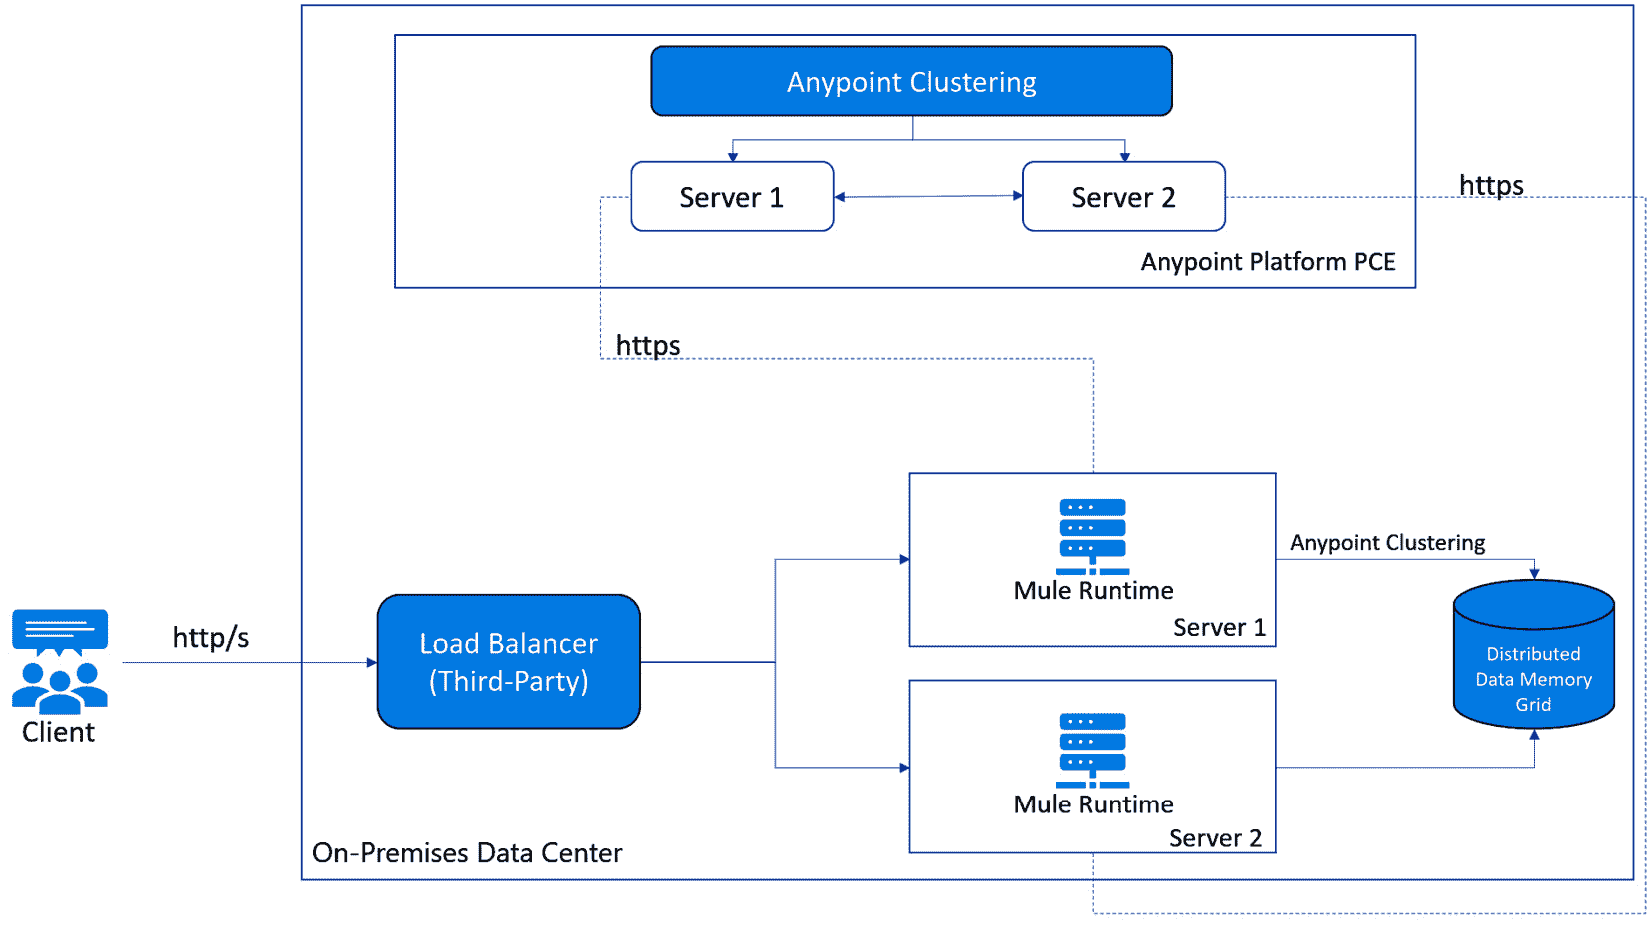 Anypoint Clustering
Server 1
Server 2
https
Anypoint Platform PCE
https
Mule Runtime
Server 1
Anypoint Clustering
http/s
Client
Load Balancer
(Third-Party)
Distributed
Data Memory
Grid
Mule Runtime
Server 2
On-Premises Data Center